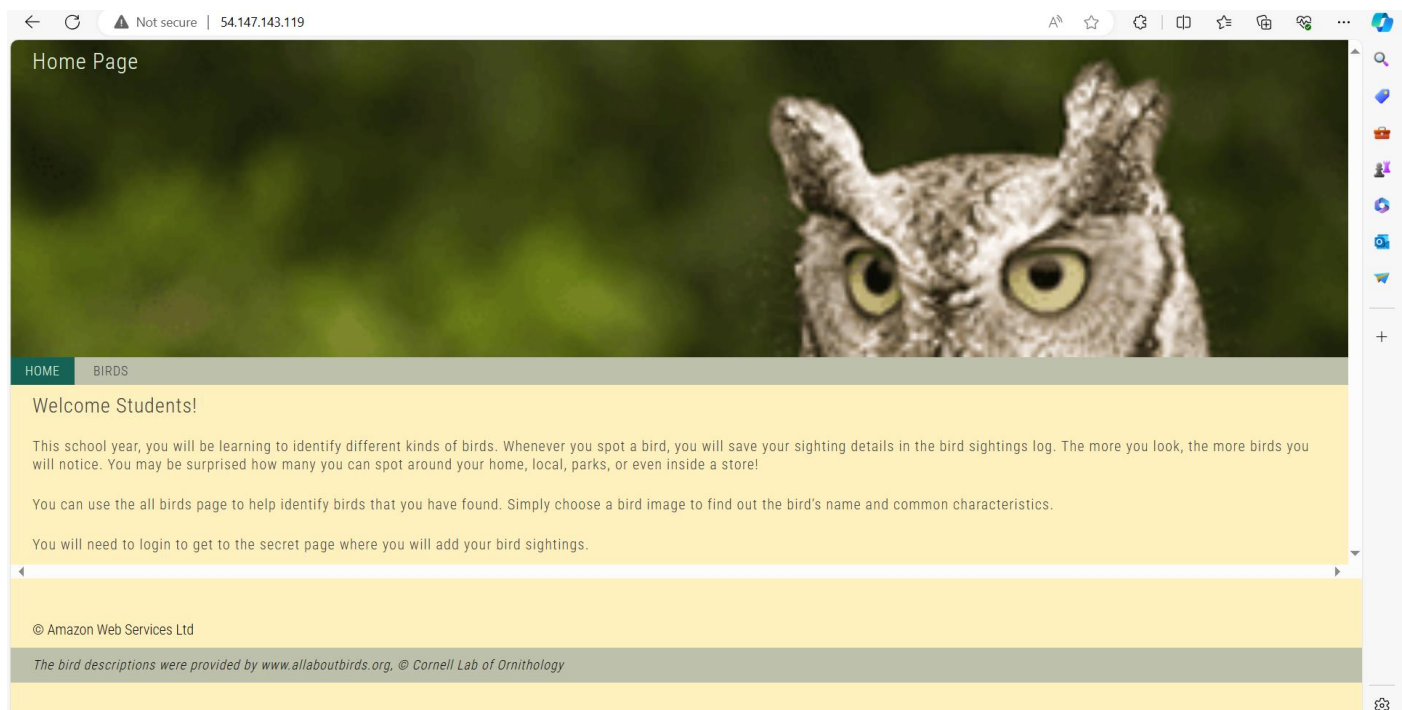 Not secure | 54.147.143.119
Home Page
HOME BIRDS
Welcome Students!
This school year, you will be learning to identify different kinds of birds. Whenever you spot a bird, you will save your sighting details in the bird sightings log. The more you look, the more birds you
will notice. You may be surprised how many you can spot around your home, local, parks, or even inside a store!
You can use the all birds page to help identify birds that you have found. Simply choose a bird image to find out the bird's name and common characteristics.
You will need to login to get to the secret page where you will add your bird sightings.
© Amazon Web Services Ltd
The bird descriptions were provided by www.allaboutbirds.org, © Cornell Lab of Ornithology